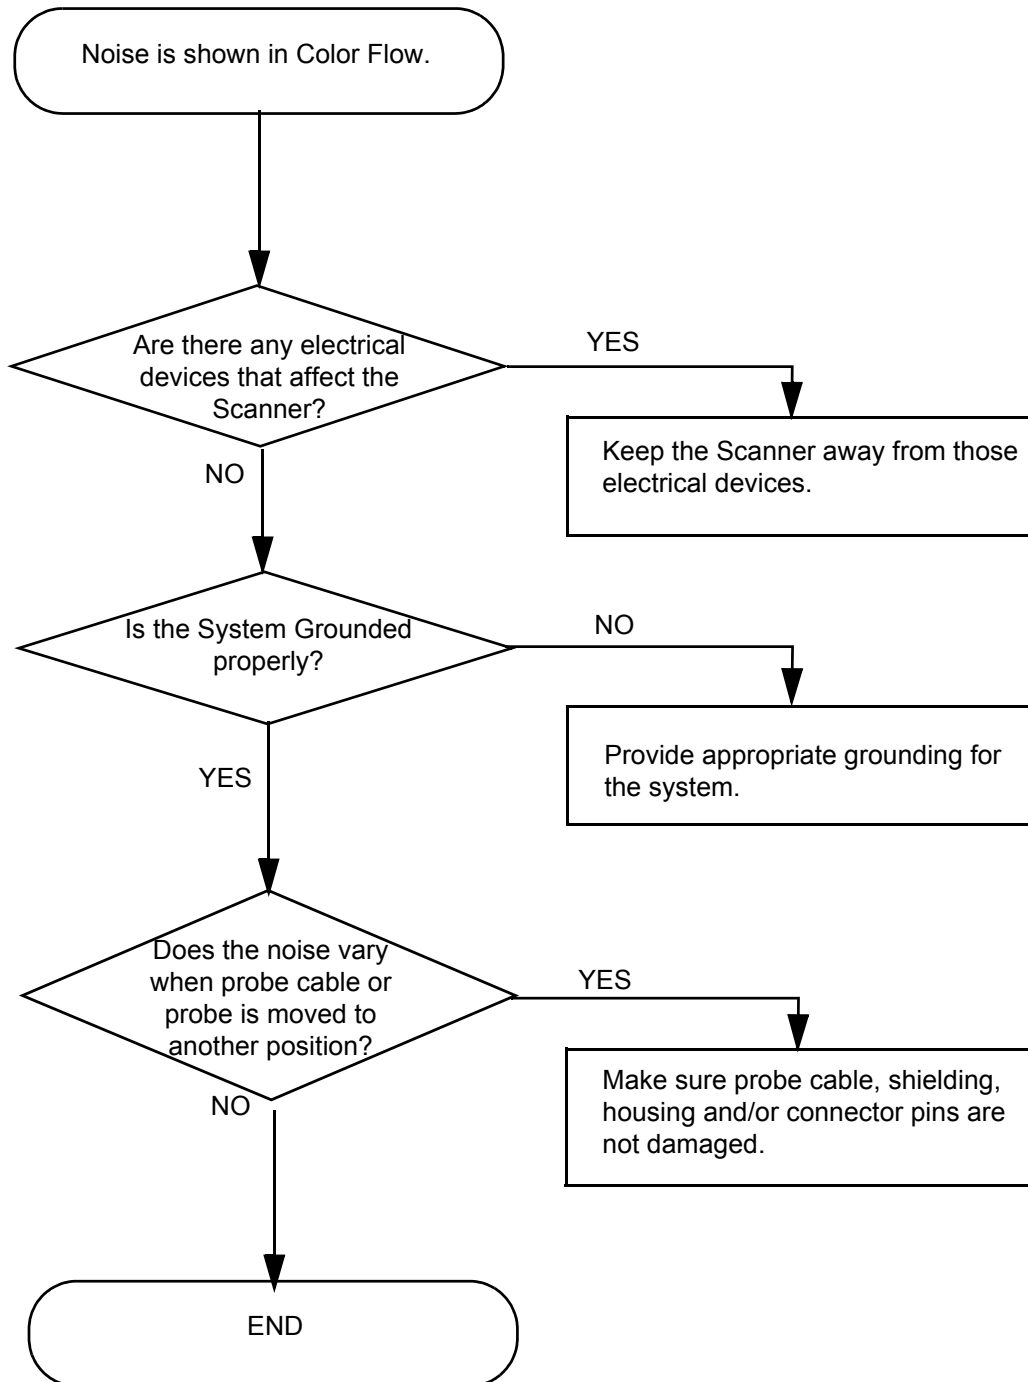 Noise is shown in Color Flow.
Are there any electrical
devices that affect the
Scanner?
YES
Keep the Scanner away from those
electrical devices.
NO
Is the System Grounded
properly?
NO
Provide appropriate grounding for
the system.
YES
Does the noise vary
when probe cable or
probe is moved to
another position?
YES
Make sure probe cable, shielding,
housing and/or connector pins are
not damaged.
NO
END